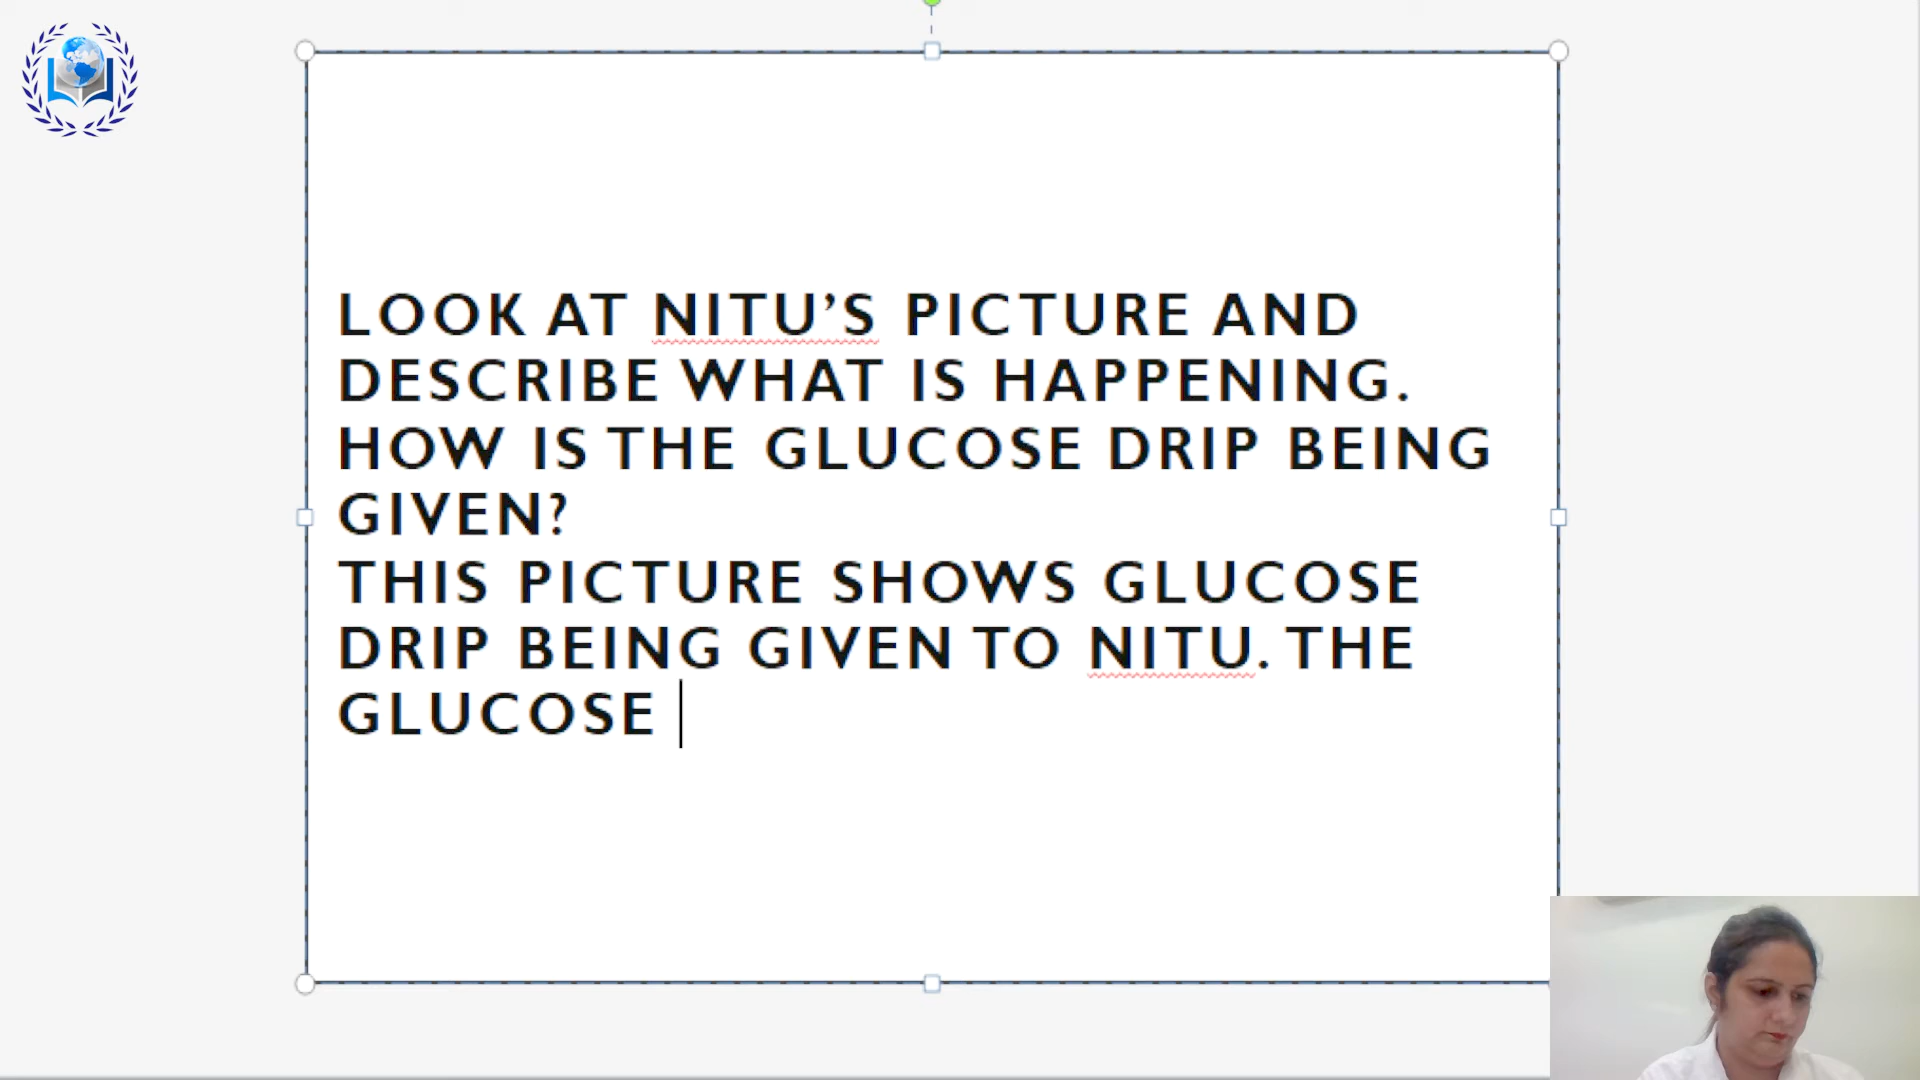 LOOK AT NITU’S PICTURE AND
DESCRIBE WHAT IS HAPPENING.
HOW IS THE GLUCOSE DRIP BEING
GIVEN?
THIS PICTURE SHOWS GLUCOSE
DRIP BEING GIVEN TO NITU. THE
GLUCOSE